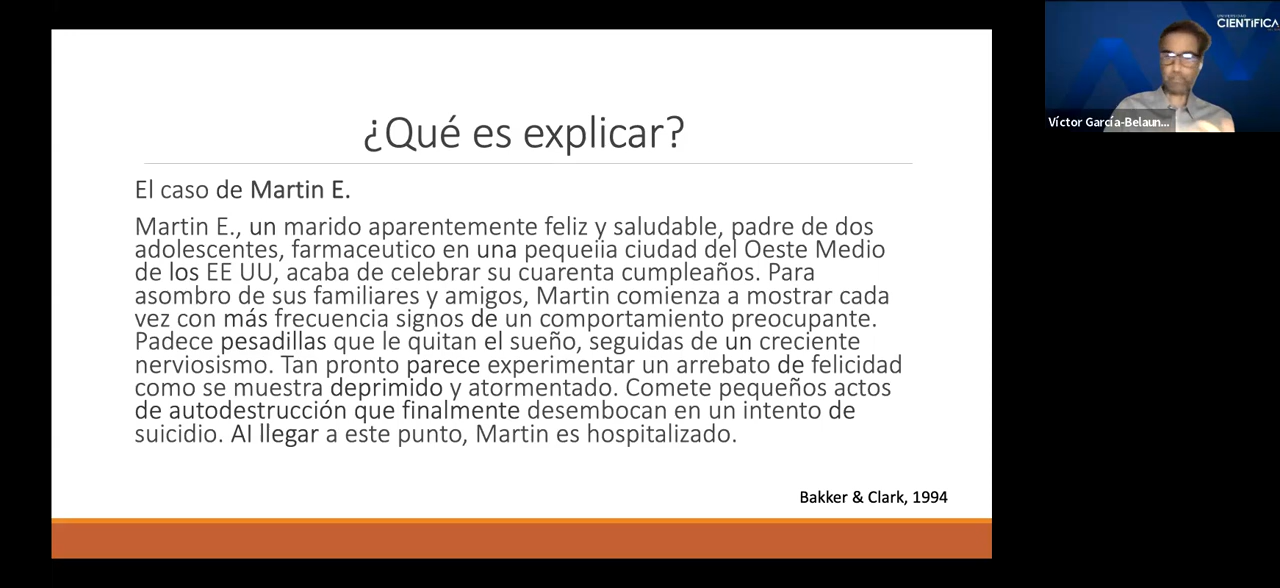 ¿Qué es explicar?
El caso de Martin E.
Martin E., un marido aparentemente feliz y saludable, padre de dos
adolescentes, farmaceutico en una pequeiia ciudad del Oeste Medio
de los EE UU, acaba de celebrar su cuarenta cumpleaños. Para
asombro de sus familiares y amigos, Martin comienza a mostrar cada
vez con más frecuencia signos de un comportamiento preocupante.
Padece pesadillas que le quitan el sueño, seguidas de un creciente
nerviosismo. Tan pronto parece experimentar un arrebato de felicidad
como se muestra deprimido y atormentado. Comete pequeños actos
de autodestrucción que finalmente desembocan en un intento de
suicidio. Al llegar a este punto, Martin es hospitalizado.
Bakker & Clark, 1994
UNIVERSIDAD
CIENTÍFICA
Víctor García-Belaun...